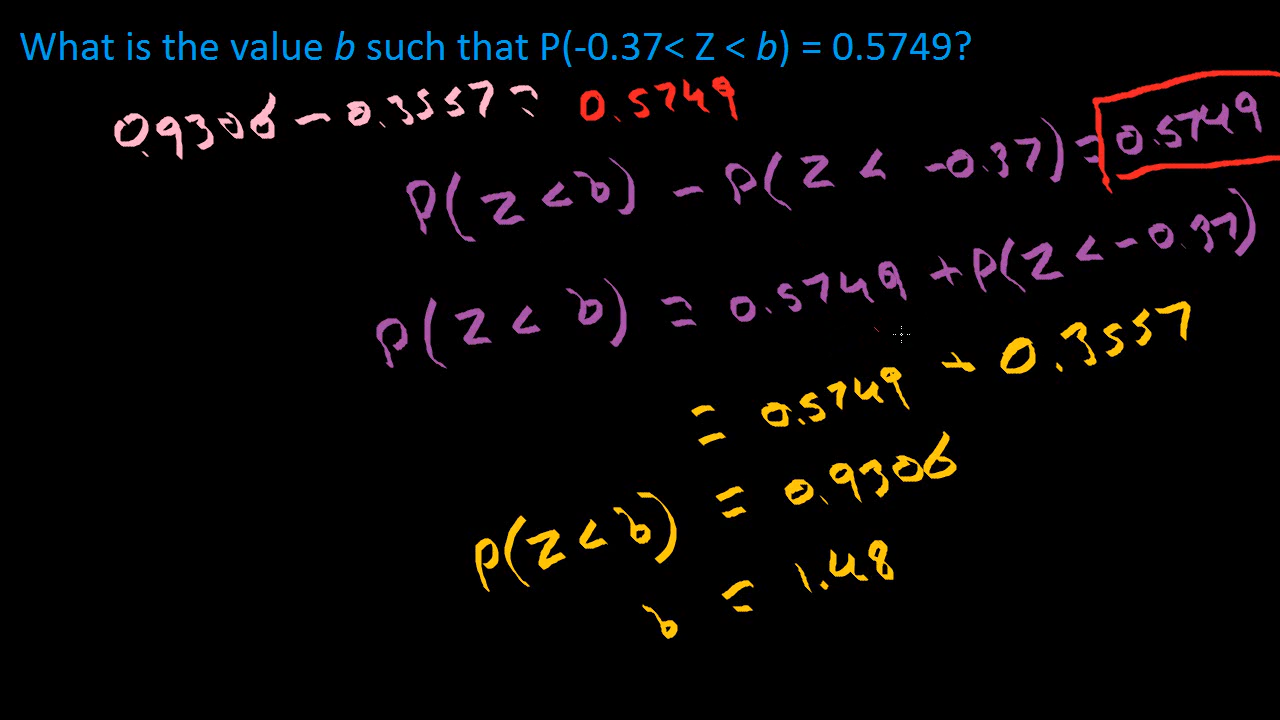 What is the value b such that P(-0.37< Z < b) = 0.5749?
0.9306 - 0.3557 = 0.5749
P(Z < b) - P(Z < -0.37) = 0.5749
P(Z < b) = 0.5749 + P(Z < -0.37)
= 0.5749 + 0.3557
P(Z < b) = 0.9306
b = 1.48